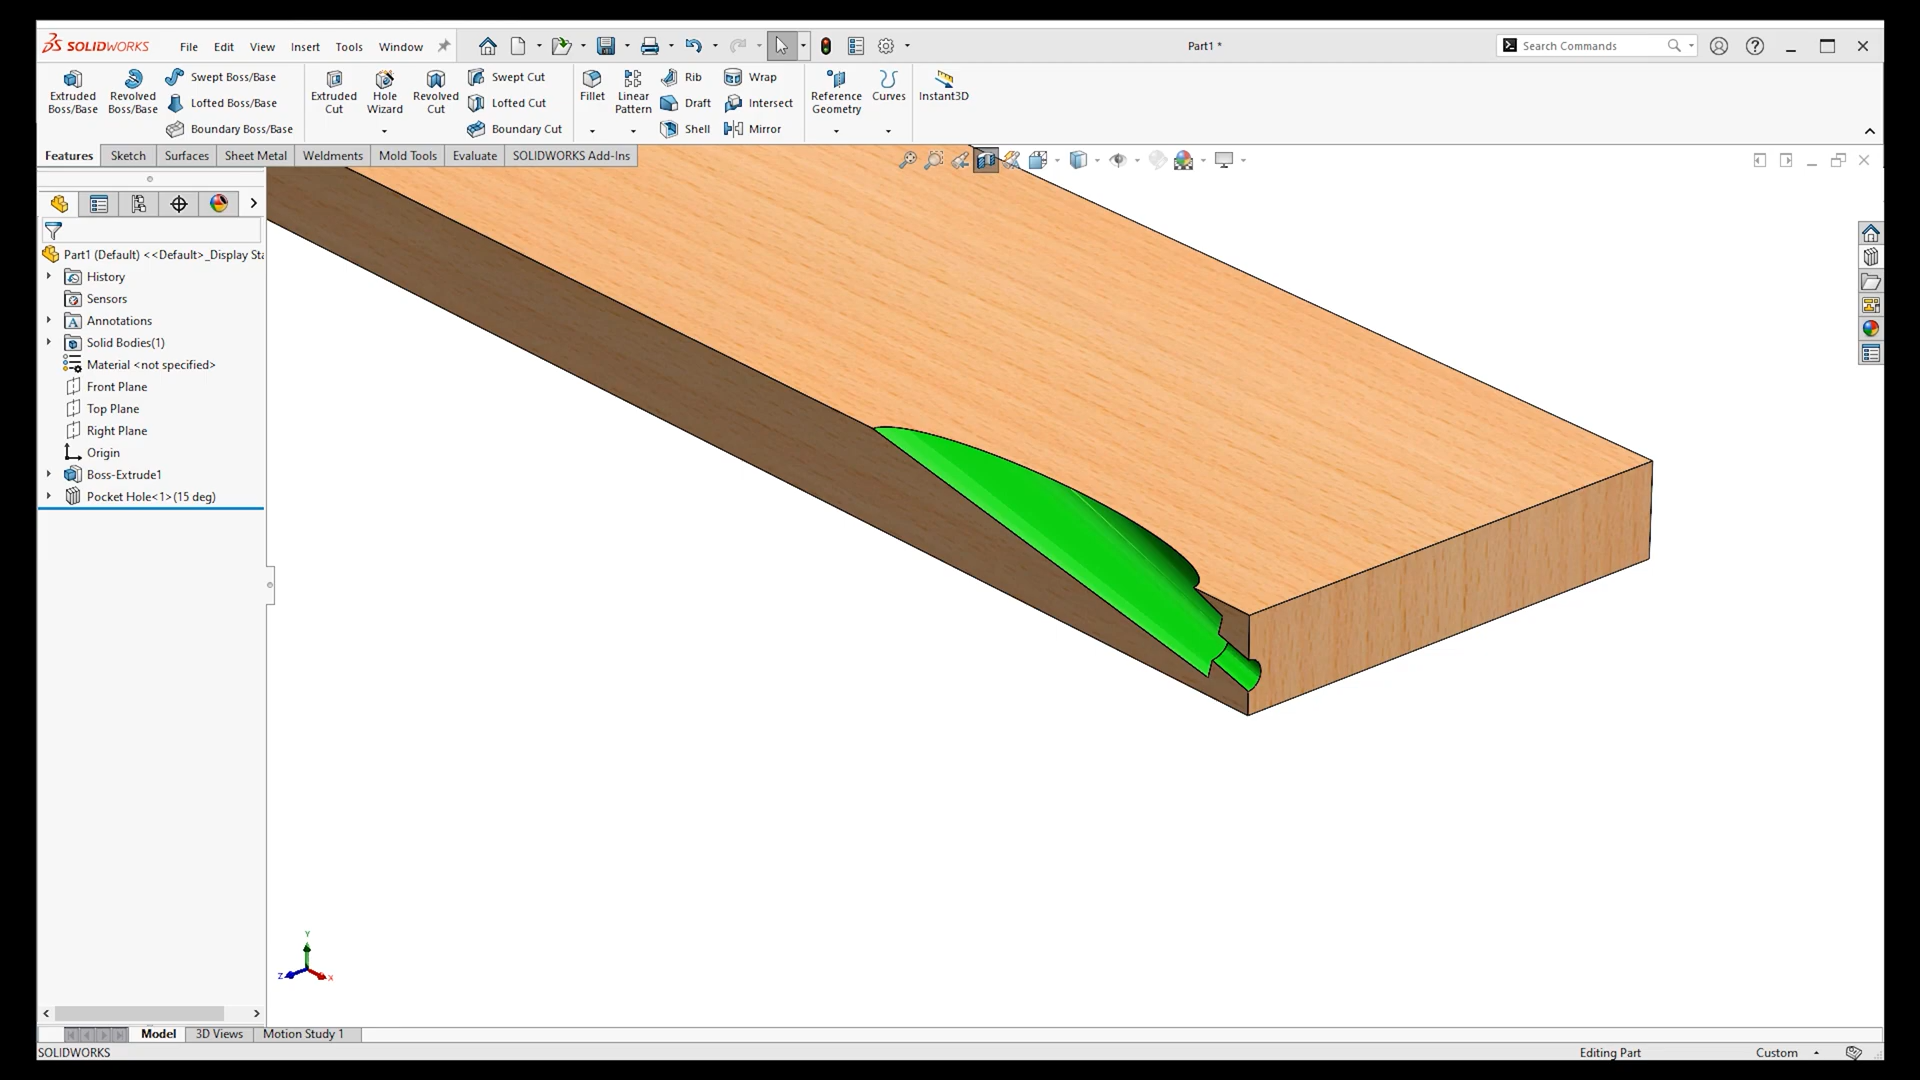 SOLIDWORKS File Edit View Insert Tools Window Part1 * Search Commands
Extruded Boss/Base
Revolved Boss/Base
Swept Boss/Base
Lofted Boss/Base
Boundary Boss/Base
Extruded Cut
Hole Wizard
Revolved Cut
Swept Cut
Lofted Cut
Boundary Cut
Fillet
Linear Pattern
Rib
Draft
Shell
Wrap
Intersect
Mirror
Reference Geometry
Curves
Instant3D
Features Sketch Surfaces Sheet Metal Weldments Mold Tools Evaluate SOLIDWORKS Add-Ins
Part1 (Default) <<Default>_Display Sta
History
Sensors
Annotations
Solid Bodies(1)
Material <not specified>
Front Plane
Top Plane
Right Plane
Origin
Boss-Extrude1
Pocket Hole<1>(15 deg)
Y
Z X
Model 3D Views Motion Study 1
SOLIDWORKS Editing Part Custom